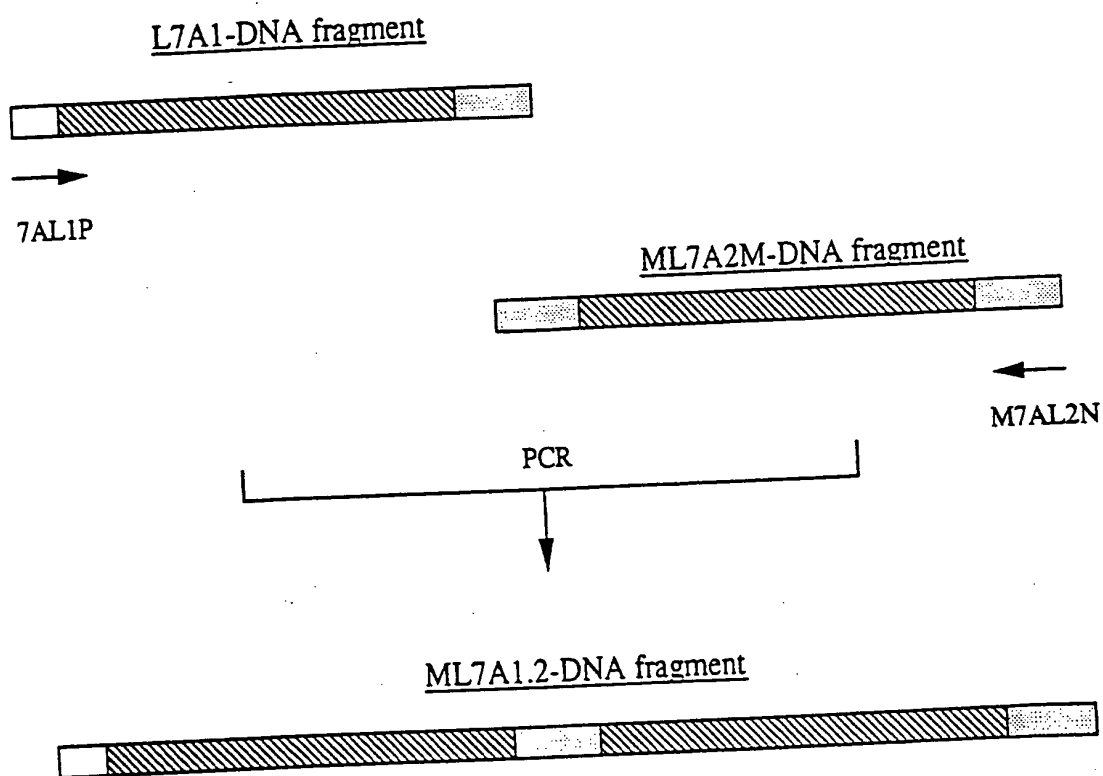 L7A1-DNA fragment
7AL1P
ML7A2M-DNA fragment
M7AL2N
PCR
ML7A1.2-DNA fragment